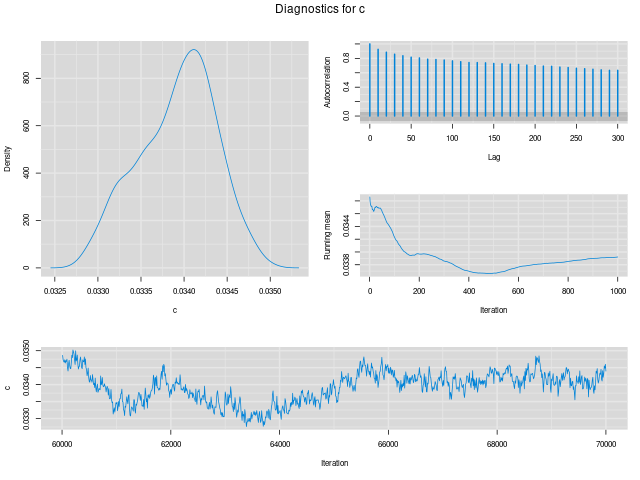 Diagnostics for c
Density
0 200 400 600 800
0.0325 0.0330 0.0335 0.0340 0.0345 0.0350
c
Autocorrelation
0.0 0.4 0.8
0 50 100 150 200 250 300
Lag
Running mean
0.0338 0.0344
0 200 400 600 800 1000
Iteration
c
0.0330 0.0340 0.0350
60000 62000 64000 66000 68000 70000
Iteration